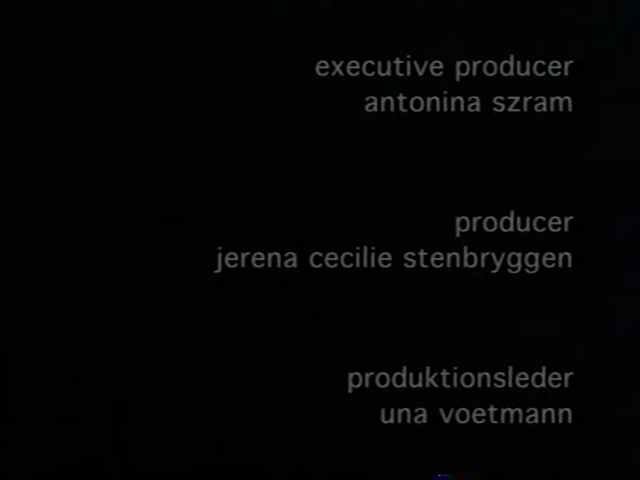 executive producer
antonina szram
producer
jerena cecilie stenbryggen
produktionsleder
una voetmann